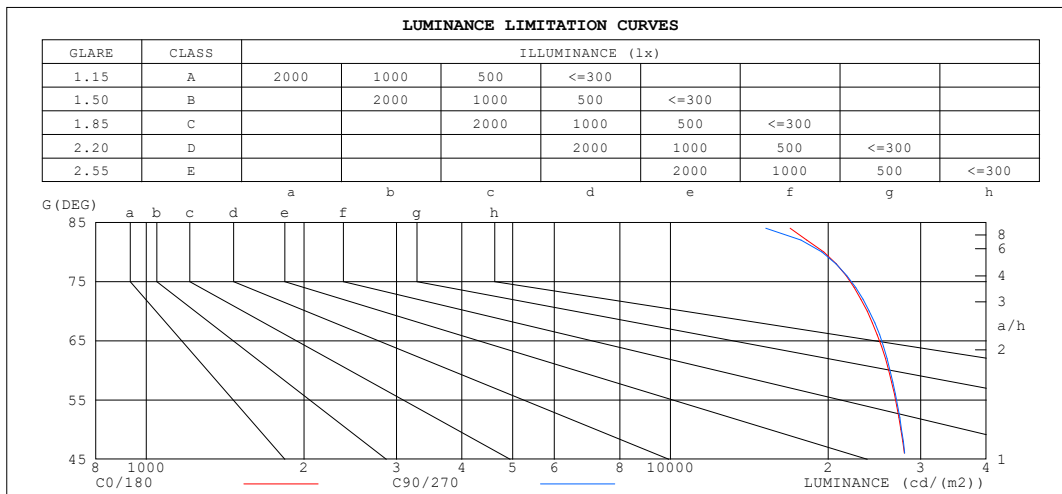 LUMINANCE LIMITATION CURVES
GLARE CLASS ILLUMINANCE (lx)
1.15 A 2000 1000 500 <=300
1.50 B 2000 1000 500 <=300
1.85 C 2000 1000 500 <=300
2.20 D 2000 1000 500 <=300
2.55 E 2000 1000 500 <=300
a b c d e f g h
G(DEG)
a b c d e f g h
85
8
6
75
4
3
a/h
65
2
55
45 1
8 1000 2 3 4 5 6 8 10000 2 3 4
C0/180 C90/270 LUMINANCE (cd/(m2))